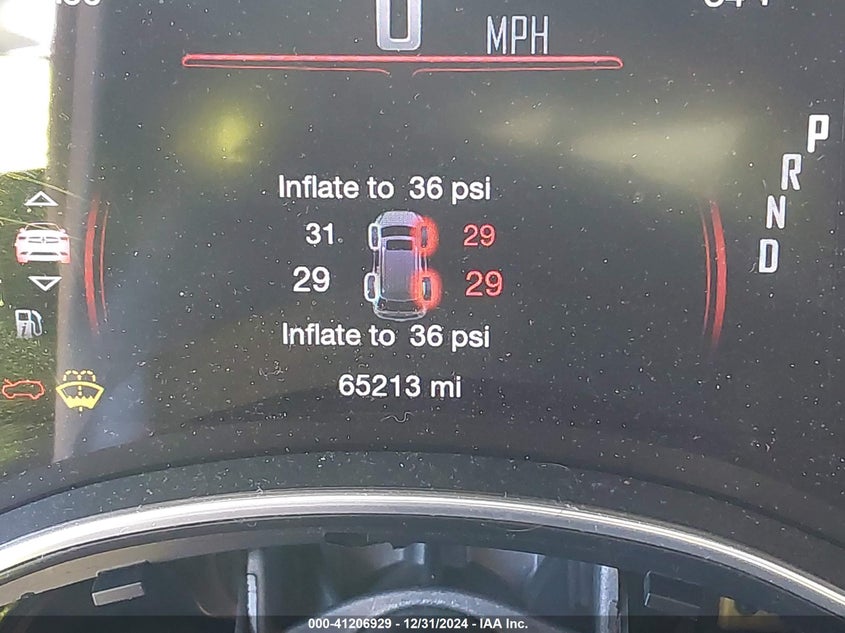 0 MPH
P
Inflate to 36 psi
R
31 29
N
D
29 29
Inflate to 36 psi
65213 mi
000-41206929 - 12/31/2024 - IAA Inc.